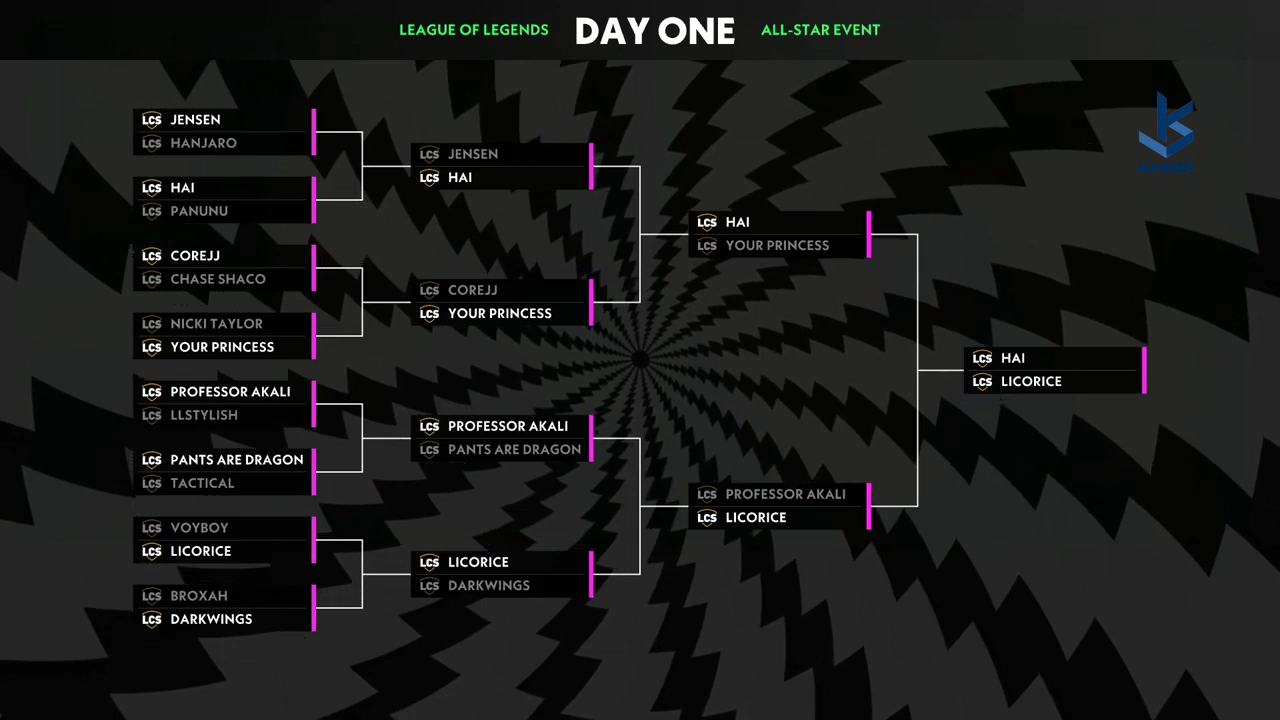 LEAGUE OF LEGENDS DAY ONE ALL-STAR EVENT
LCS JENSEN
LCS HANJARO
LCS HAI
LCS PANUNU
LCS COREJJ
LCS CHASE SHACO
LCS NICKI TAYLOR
LCS YOUR PRINCESS
LCS PROFESSOR AKALI
LCS LLSTYLISH
LCS PANTS ARE DRAGON
LCS TACTICAL
LCS VOYBOY
LCS LICORICE
LCS BROXAH
LCS DARKWINGS
LCS JENSEN
LCS HAI
LCS COREJJ
LCS YOUR PRINCESS
LCS PROFESSOR AKALI
LCS PANTS ARE DRAGON
LCS LICORICE
LCS DARKWINGS
LCS HAI
LCS YOUR PRINCESS
LCS PROFESSOR AKALI
LCS LICORICE
LCS HAI
LCS LICORICE